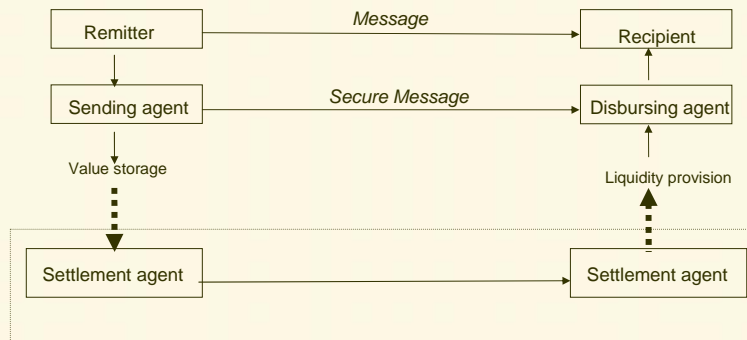 Message
Remitter
Recipient
Secure Message
Sending agent
Disbursing agent
Value storage
Liquidity provision
Settlement agent
Settlement agent